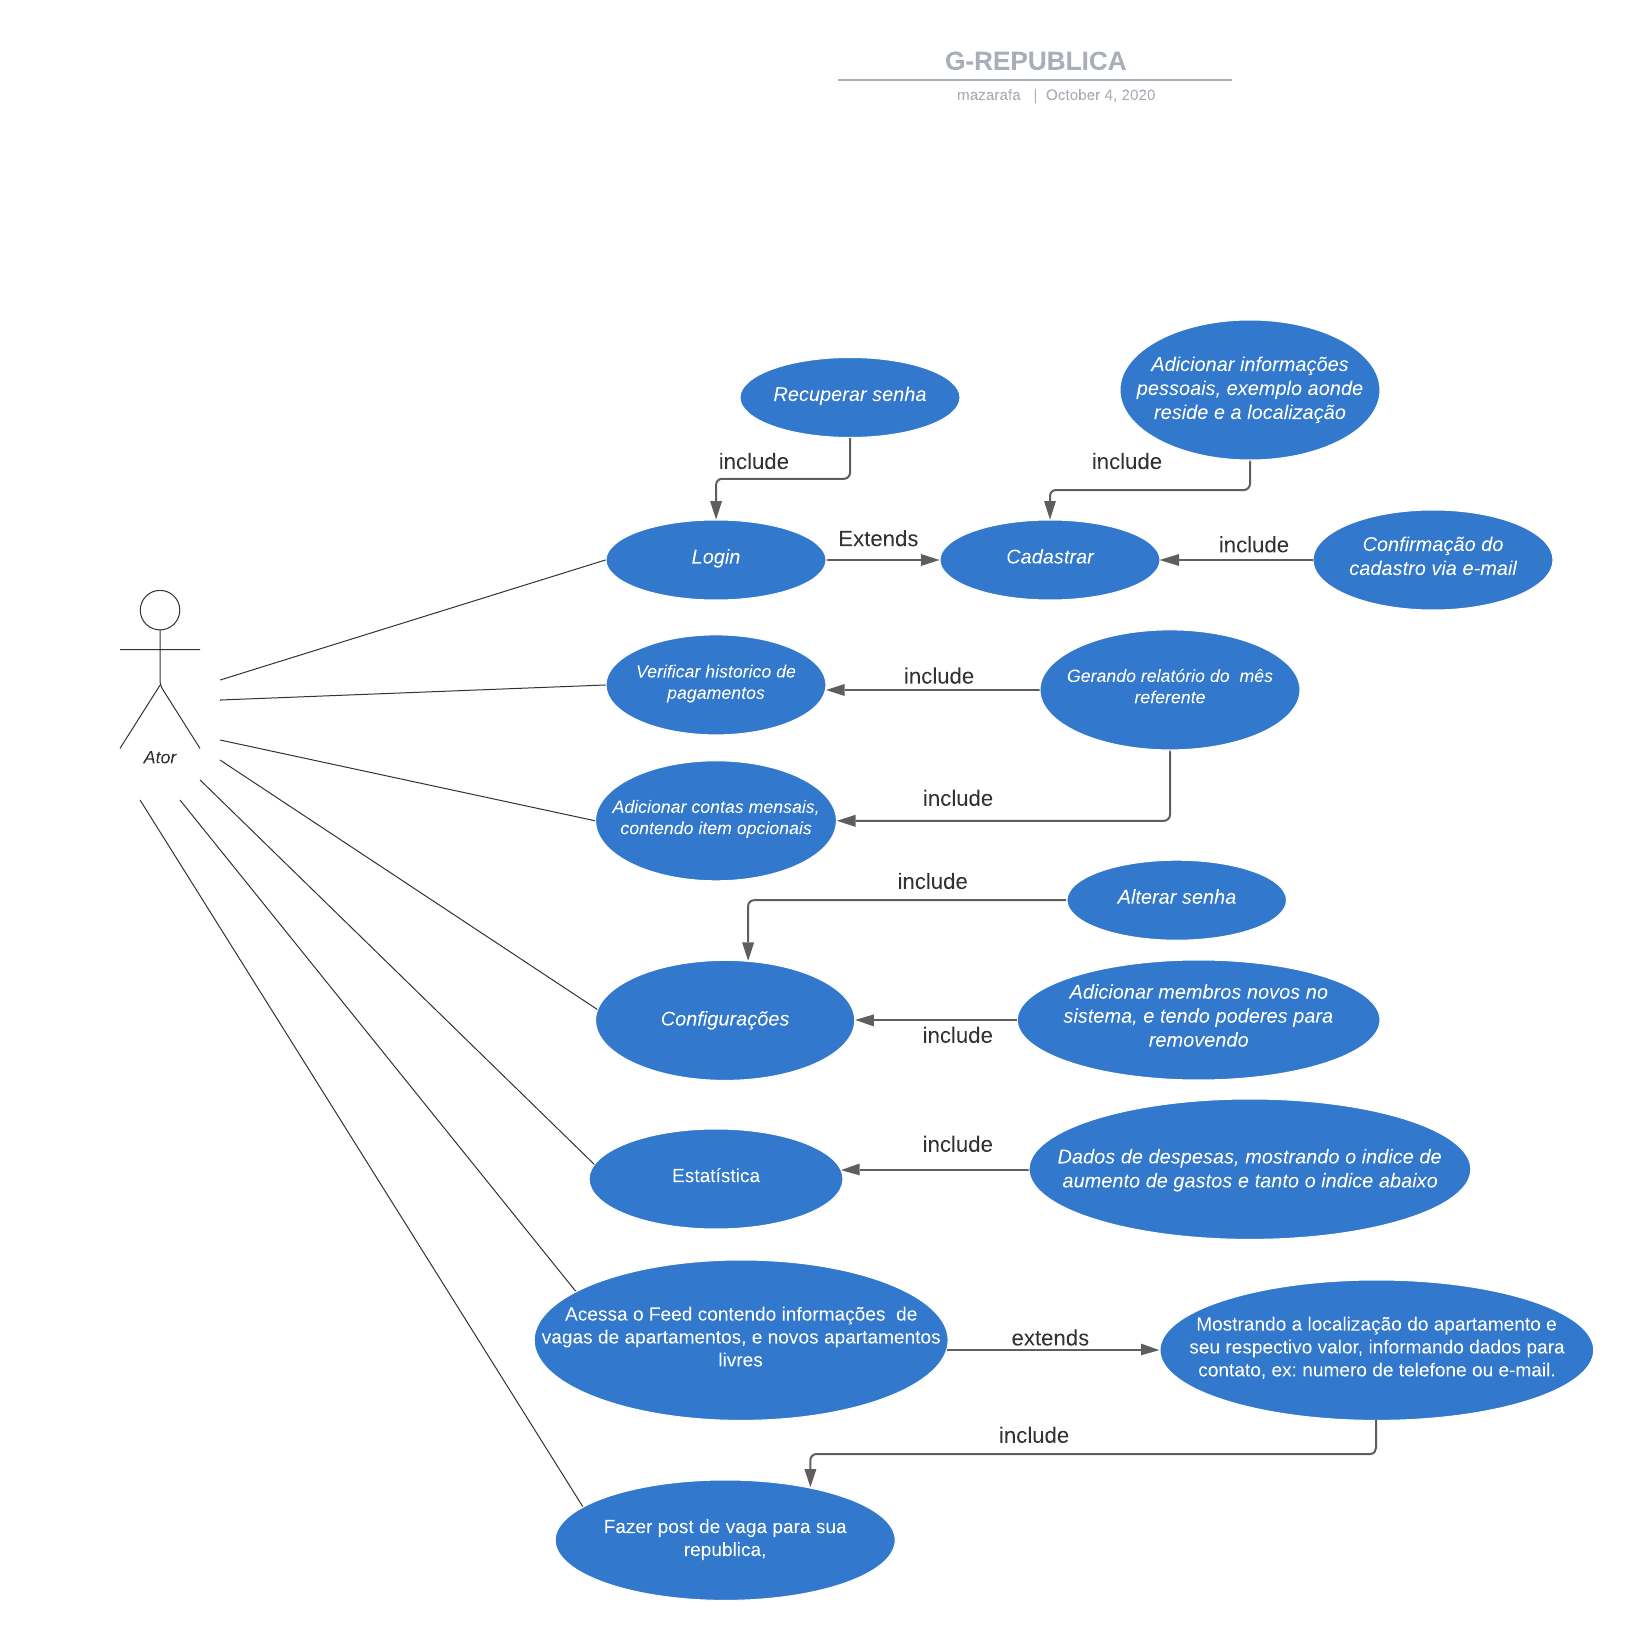 G-REPUBLICA
mazarafa | October 4, 2020
Adicionar informações
pessoais, exemplo aonde
reside e a localização
Recuperar senha
include
include
Login
Extends
Cadastrar
include
Confirmação do
cadastro via e-mail
Ator
Verificar historico de
pagamentos
include
Gerando relatório do  mês
referente
Adicionar contas mensais,
contendo item opcionais
include
include
Alterar senha
Configurações
include
Adicionar membros novos no
sistema, e tendo poderes para
removendo
Estatística
include
Dados de despesas, mostrando o indice de
aumento de gastos e tanto o indice abaixo
Acessa o Feed contendo informações  de
vagas de apartamentos, e novos apartamentos
livres
extends
Mostrando a localização do apartamento e
seu respectivo valor, informando dados para
contato, ex: numero de telefone ou e-mail.
include
Fazer post de vaga para sua
republica,